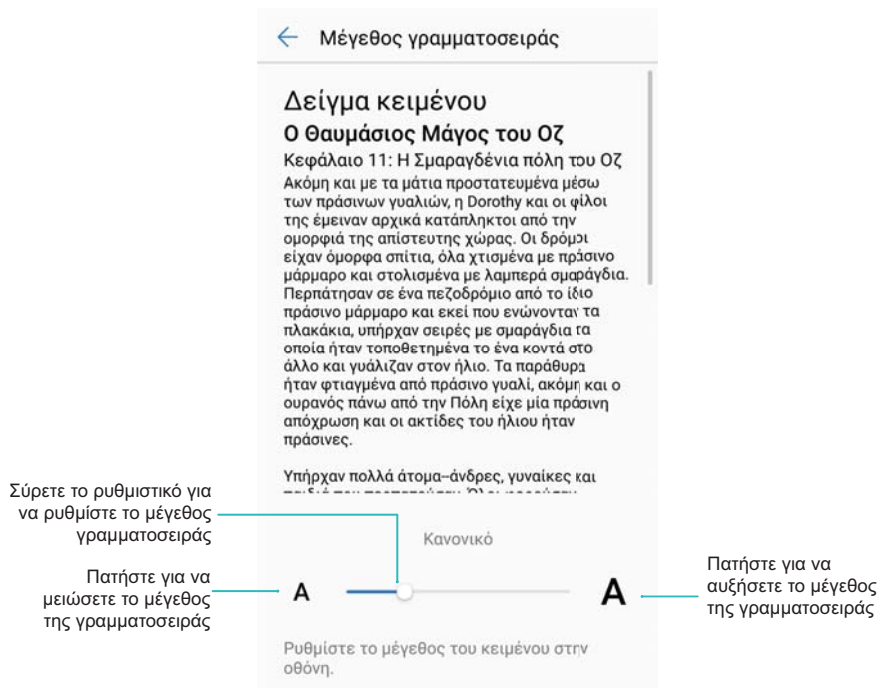 Μέγεθος γραμματοσειράς
Δείγμα κειμένου
Ο Θαυμάσιος Μάγος του Οζ
Κεφάλαιο 11: Η Σμαραγδένια πόλη του Οζ
Ακόμη και με τα μάτια προστατευμένα μέσω
των πράσινων γυαλιών, η Dorothy και οι φίλοι
της έμειναν αρχικά κατάπληκτοι από την
ομορφιά της απίστευτης χώρας. Οι δρόμοι
είχαν όμορφα σπίτια, όλα χτισμένα με πράσινο
μάρμαρο και στολισμένα με λαμπερά σμαράγδια.
Περπάτησαν σε ένα πεζοδρόμιο από το ίδιο
πράσινο μάρμαρο και εκεί που ενώνονταν τα
πλακάκια, υπήρχαν σειρές με σμαράγδια τα
οποία ήταν τοποθετημένα το ένα κοντά στο
άλλο και γυάλιζαν στον ήλιο. Τα παράθυρα
ήταν φτιαγμένα από πράσινο γυαλί, ακόμη και ο
ουρανός πάνω από την Πόλη είχε μία πράσινη
απόχρωση και οι ακτίδες του ήλιου ήταν
πράσινες.
Υπήρχαν πολλά άτομα–άνδρες, γυναίκες και
Σύρετε το ρυθμιστικό για
να ρυθμίστε το μέγεθος
γραμματοσειράς
Κανονικό
Πατήστε για να
μειώσετε το μέγεθος
της γραμματοσειράς
A
A
Πατήστε για να
αυξήσετε το μέγεθος
της γραμματοσειράς
Ρυθμίστε το μέγεθος του κειμένου στην
οθόνη.